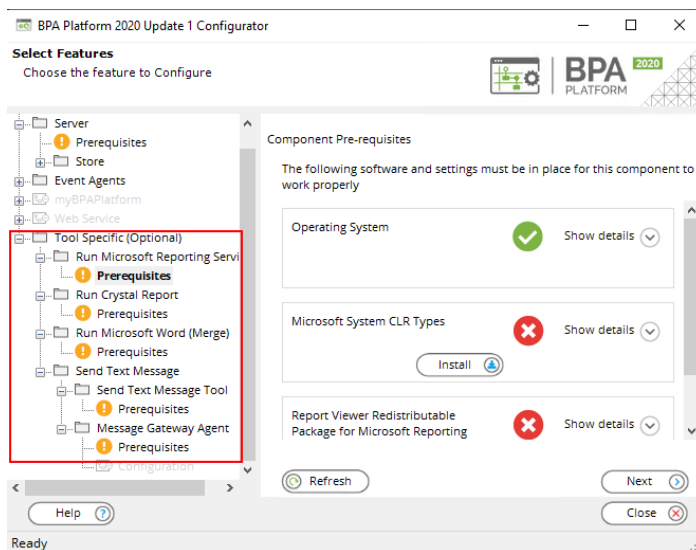 BPA Platform 2020 Update 1 Configurator
Select Features
Choose the feature to Configure
BPA 2020
PLATFORM
Server
Prerequisites
Store
Event Agents
myBPAPlatform
Web Service
Tool Specific (Optional)
Run Microsoft Reporting Servi
Prerequisites
Run Crystal Report
Prerequisites
Run Microsoft Word (Merge)
Prerequisites
Send Text Message
Send Text Message Tool
Prerequisites
Message Gateway Agent
Prerequisites
Configuration
Component Pre-requisites
The following software and settings must be in place for this component to
work properly
Operating System
Show details
Microsoft System CLR Types
Show details
Install
Report Viewer Redistributable
Package for Microsoft Reporting
Show details
Refresh
Next
Help
Close
Ready